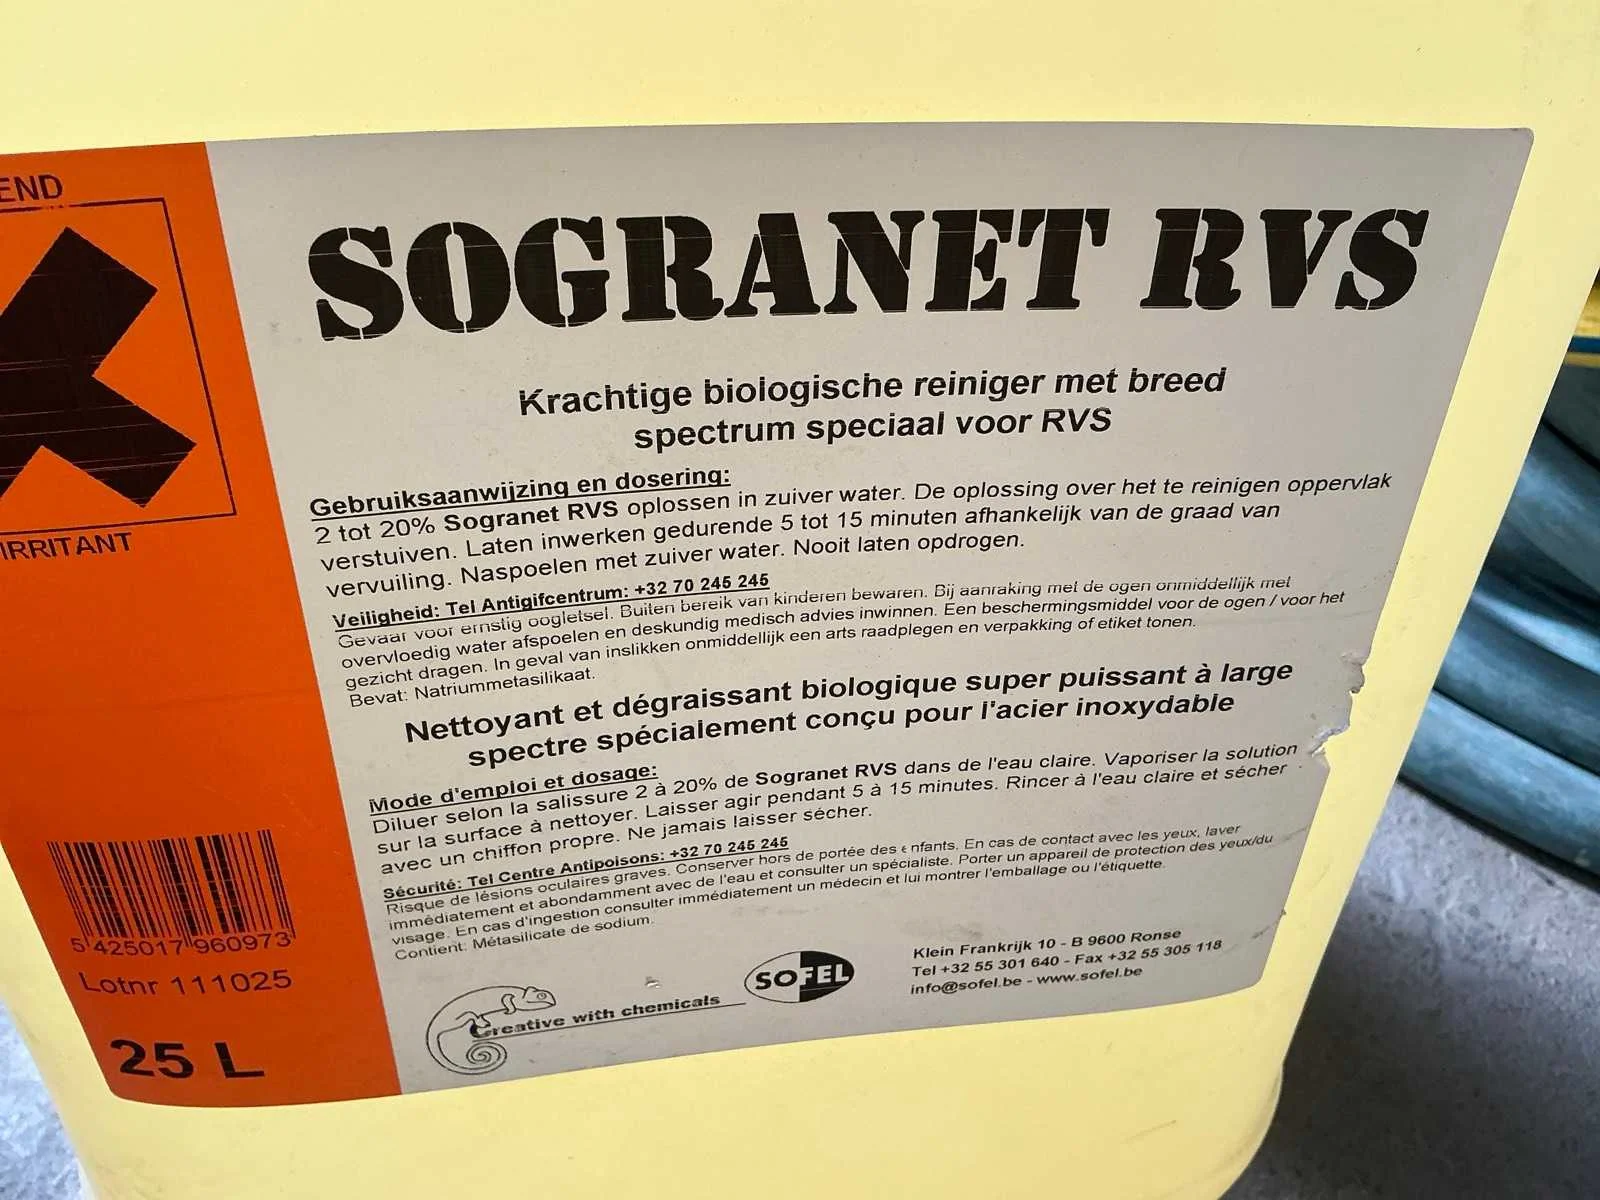 END
IRRITANT
5 425017 960973
Lotnr 111025
25 L
SOGRANET RVS
Krachtige biologische reiniger met breed
spectrum speciaal voor RVS
Gebruiksaanwijzing en dosering:
2 tot 20% Sogranet RVS oplossen in zuiver water. De oplossing over het te reinigen oppervlak
verstuiven. Laten inwerken gedurende 5 tot 15 minuten afhankelijk van de graad van
vervuiling. Naspoelen met zuiver water. Nooit laten opdrogen.
Veiligheid: Tel Antigifcentrum: +32 70 245 245
Gevaar voor ernstig oogletsel. Buiten bereik van kinderen bewaren. Bij aanraking met de ogen onmiddellijk met
overvloedig water afspoelen en deskundig medisch advies inwinnen. Een beschermingsmiddel voor de ogen / voor het
gezicht dragen. In geval van inslikken onmiddellijk een arts raadplegen en verpakking of etiket tonen.
Bevat: Natriummetasilikaat.
Nettoyant et dégraissant biologique super puissant à large
spectre spécialement conçu pour l'acier inoxydable
Mode d'emploi et dosage:
Diluer selon la salissure 2 à 20% de Sogranet RVS dans de l'eau claire. Vaporiser la solution
sur la surface à nettoyer. Laisser agir pendant 5 à 15 minutes. Rincer à l'eau claire et sécher
avec un chiffon propre. Ne jamais laisser sécher.
Sécurité: Tel Centre Antipoisons: +32 70 245 245
Risque de lésions oculaires graves. Conserver hors de portée des enfants. En cas de contact avec les yeux, laver
immédiatement et abondamment avec de l'eau et consulter un spécialiste. Porter un appareil de protection des yeux/du
visage. En cas d'ingestion consulter immédiatement un médecin et lui montrer l'emballage ou l'étiquette.
Contient: Métasilicate de sodium.
Creative with chemicals
SOFEL
Klein Frankrijk 10 - B 9600 Ronse
Tel +32 55 301 640 - Fax +32 55 305 118
info@sofel.be - www.sofel.be